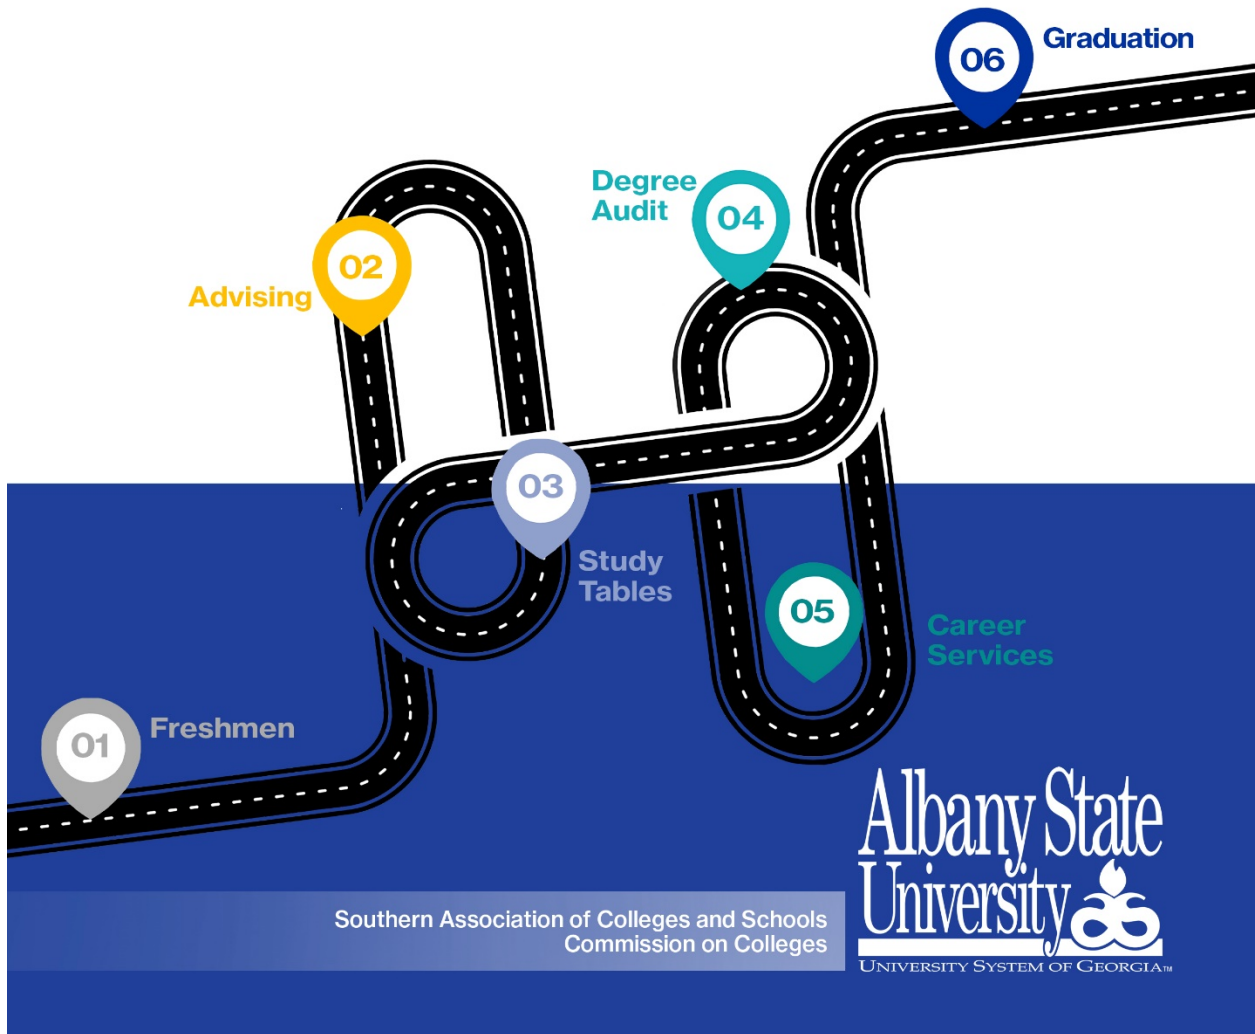 06
Graduation
Degree
Audit
04
02
Advising
03
Study
Tables
05
Career
Services
01
Freshmen
Albany State
University
UNIVERSITY SYSTEM OF GEORGIA™
Southern Association of Colleges and Schools
Commission on Colleges